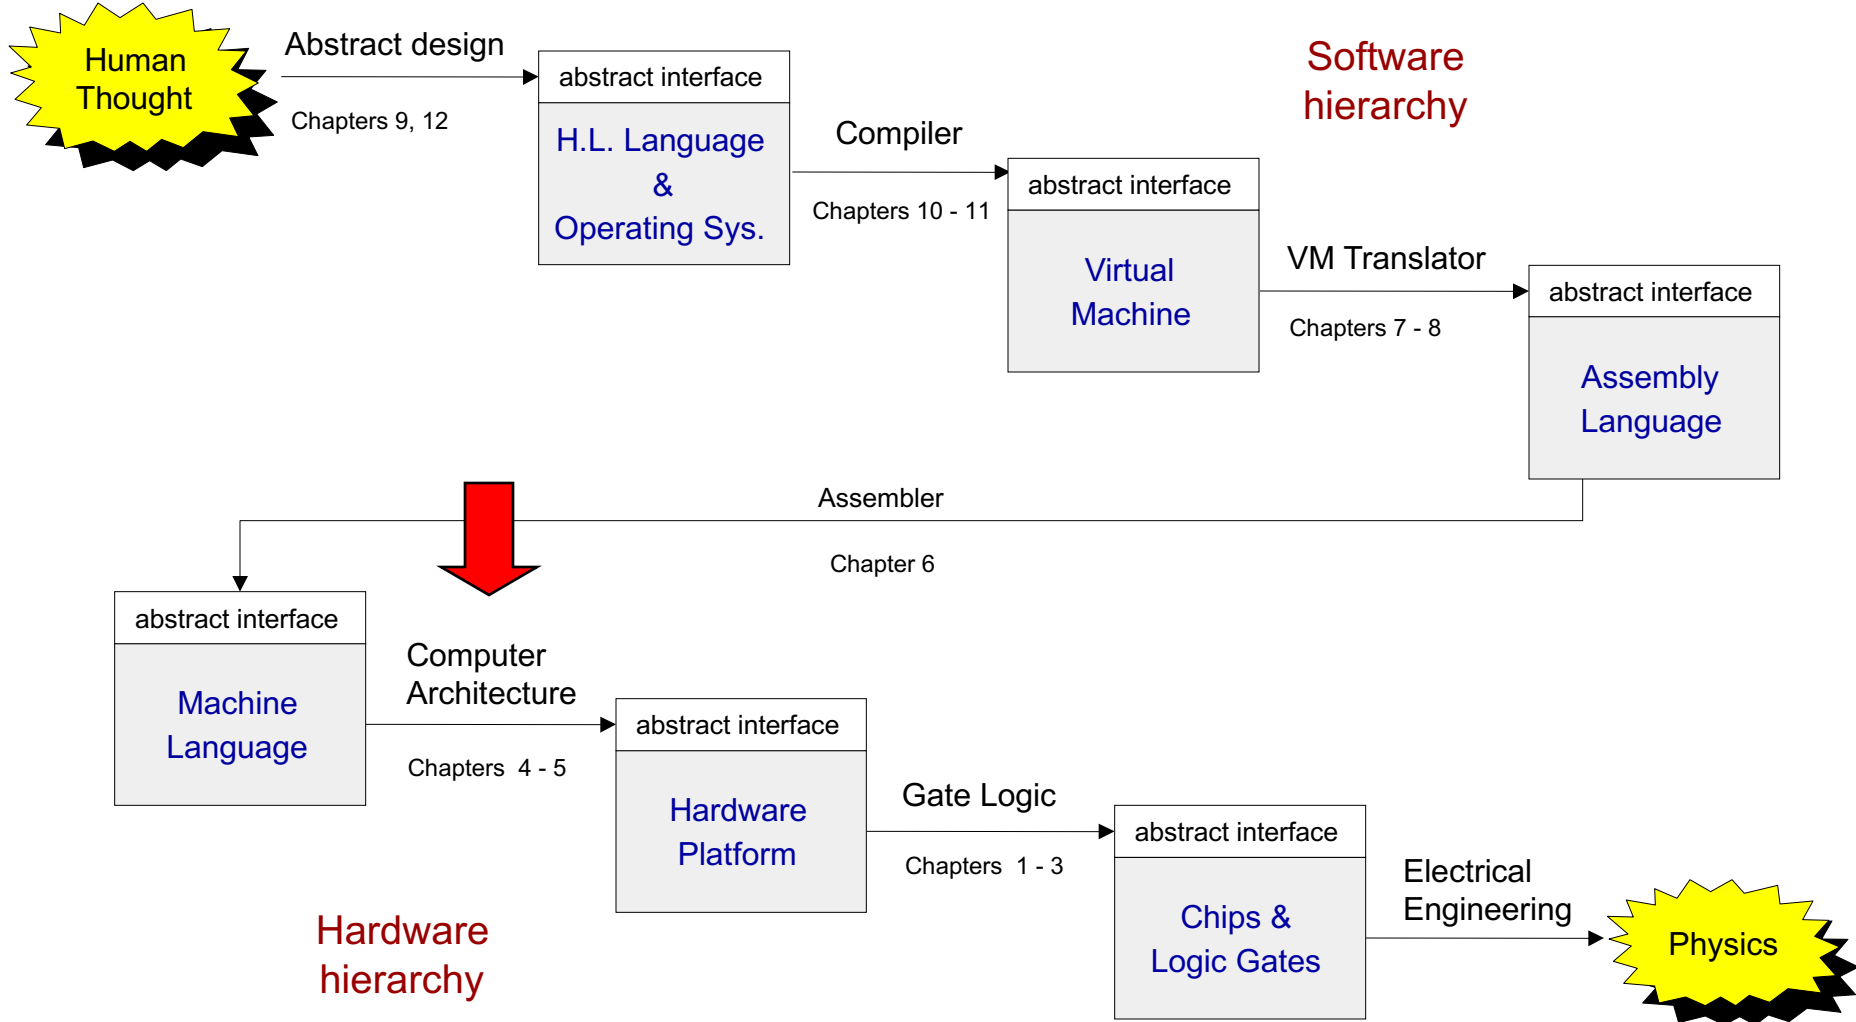 Human
Thought
Abstract design
Chapters 9, 12
abstract interface
H.L. Language
&
Operating Sys.
Compiler
Chapters 10 - 11
abstract interface
Virtual
Machine
Software
hierarchy
VM Translator
Chapters 7 - 8
abstract interface
Assembly
Language
Assembler
Chapter 6
abstract interface
Machine
Language
Computer
Architecture
Chapters 4 - 5
abstract interface
Hardware
Platform
Gate Logic
Chapters 1 - 3
abstract interface
Chips &
Logic Gates
Electrical
Engineering
Physics
Hardware
hierarchy